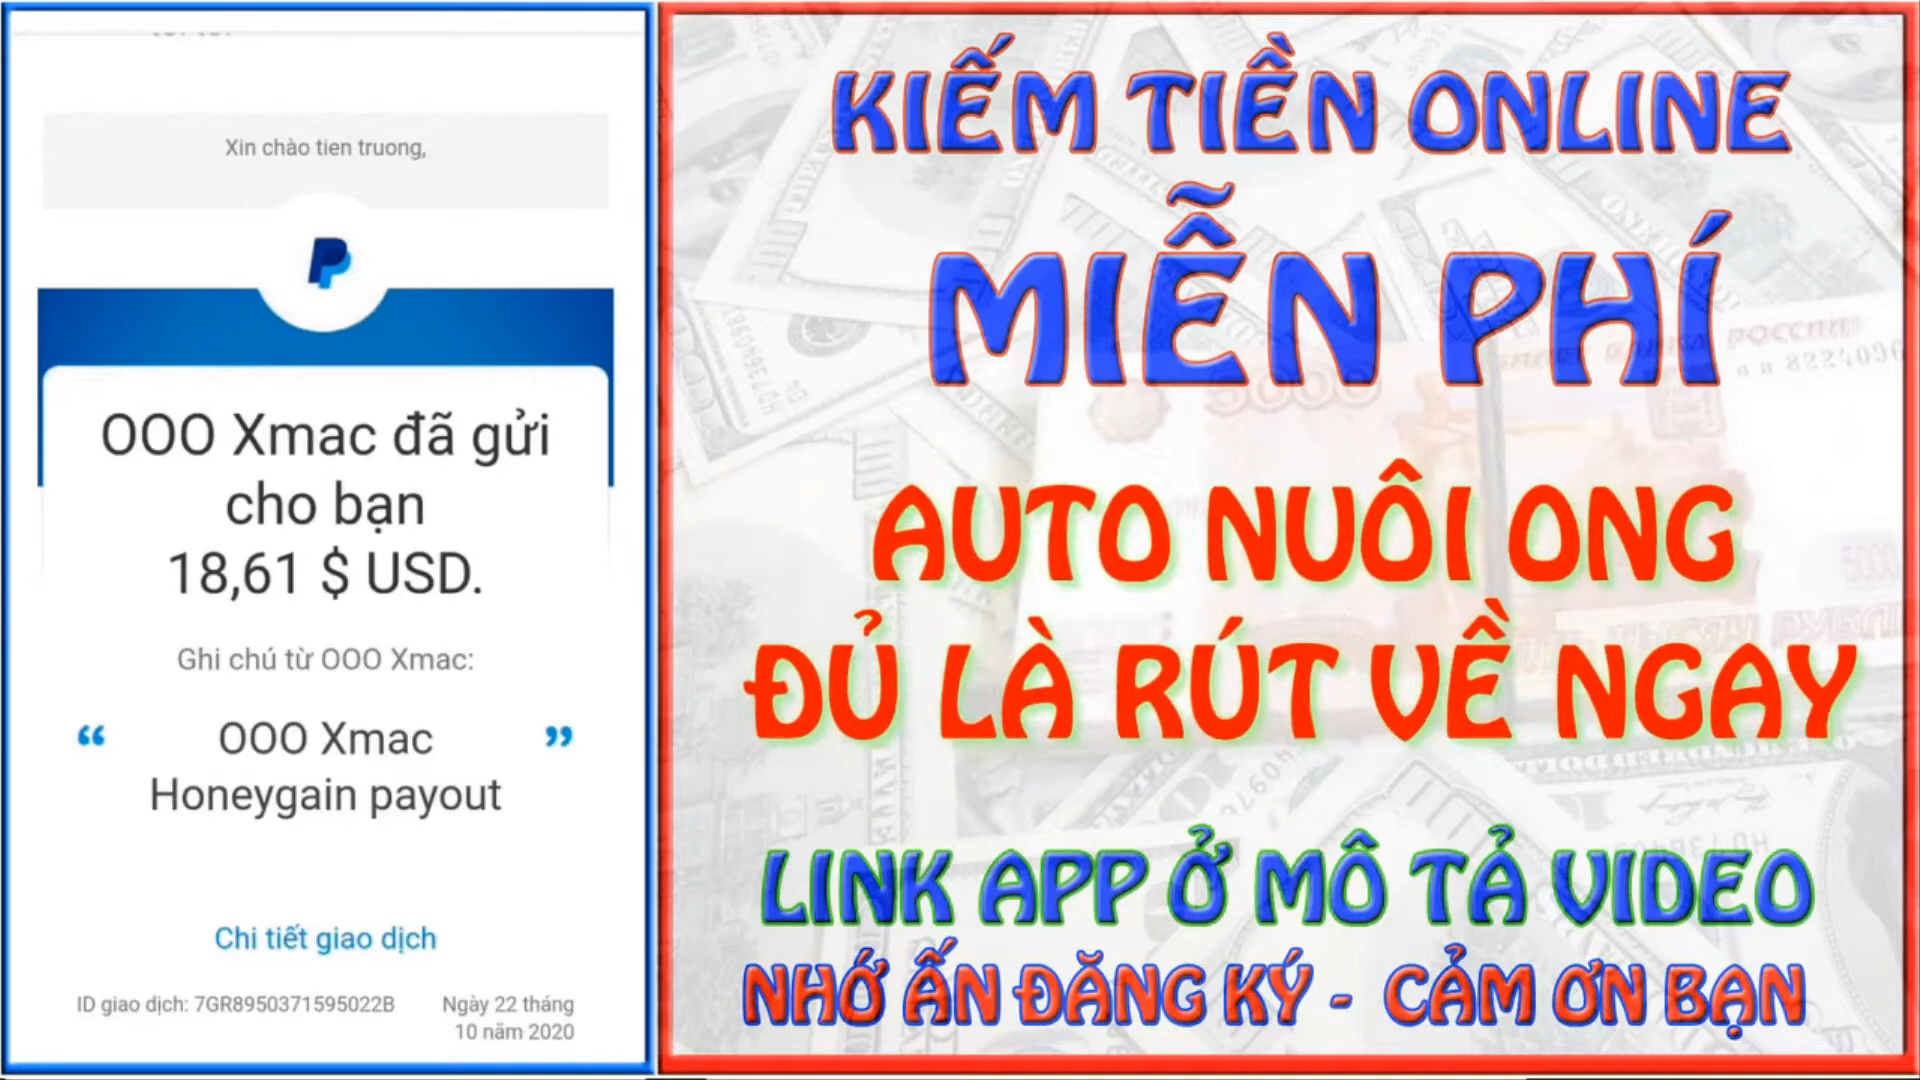 Xin chào tien truong,
OOO Xmac đã gửi
cho bạn
18,61 $ USD.
Ghi chú từ OOO Xmac:
“ OOO Xmac ”
Honeygain payout
Chi tiết giao dịch
ID giao dịch: 7GR8950371595022B
Ngày 22 tháng
10 năm 2020
KIẾM TIỀN ONLINE
MIỄN PHÍ
AUTO NUÔI ONG
ĐỦ LÀ RÚT VỀ NGAY
LINK APP Ở MÔ TẢ VIDEO
NHỚ ẤN ĐĂNG KÝ - CẢM ƠN BẠN